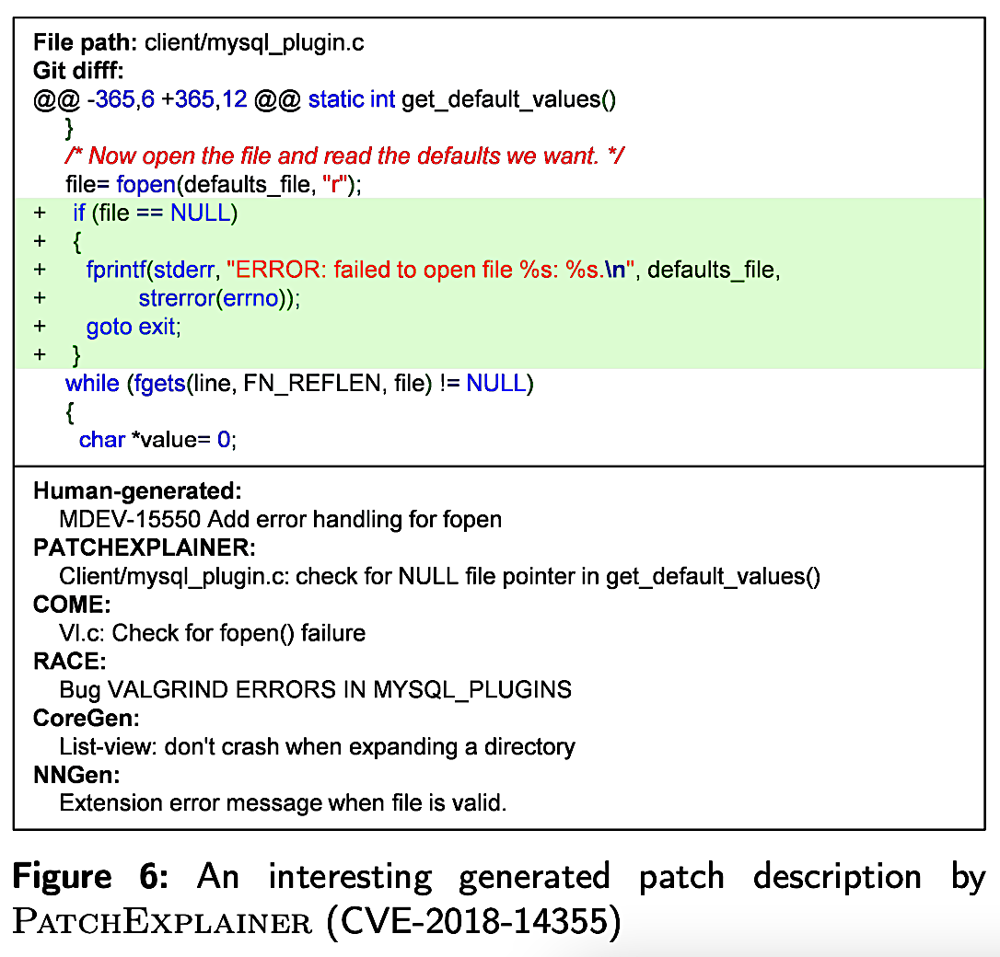 File path: client/mysql_plugin.c
Git difff:
@@ -365,6 +365,12 @@ static int get_default_values()
}
/* Now open the file and read the defaults we want. */
file= fopen(defaults_file, "r");
+ if (file == NULL)
+ {
+ fprintf(stderr, "ERROR: failed to open file %s: %s.\n", defaults_file,
+ strerror(errno));
+ goto exit;
+ }
while (fgets(line, FN_REFLEN, file) != NULL)
{
char *value= 0;
Human-generated:
MDEV-15550 Add error handling for fopen
PATCHEXPLAINER:
Client/mysql_plugin.c: check for NULL file pointer in get_default_values()
COME:
Vl.c: Check for fopen() failure
RACE:
Bug VALGRIND ERRORS IN MYSQL_PLUGINS
CoreGen:
List-view: don't crash when expanding a directory
NNGen:
Extension error message when file is valid.
Figure 6: An interesting generated patch description by
PATCHEXPLAINER (CVE-2018-14355)